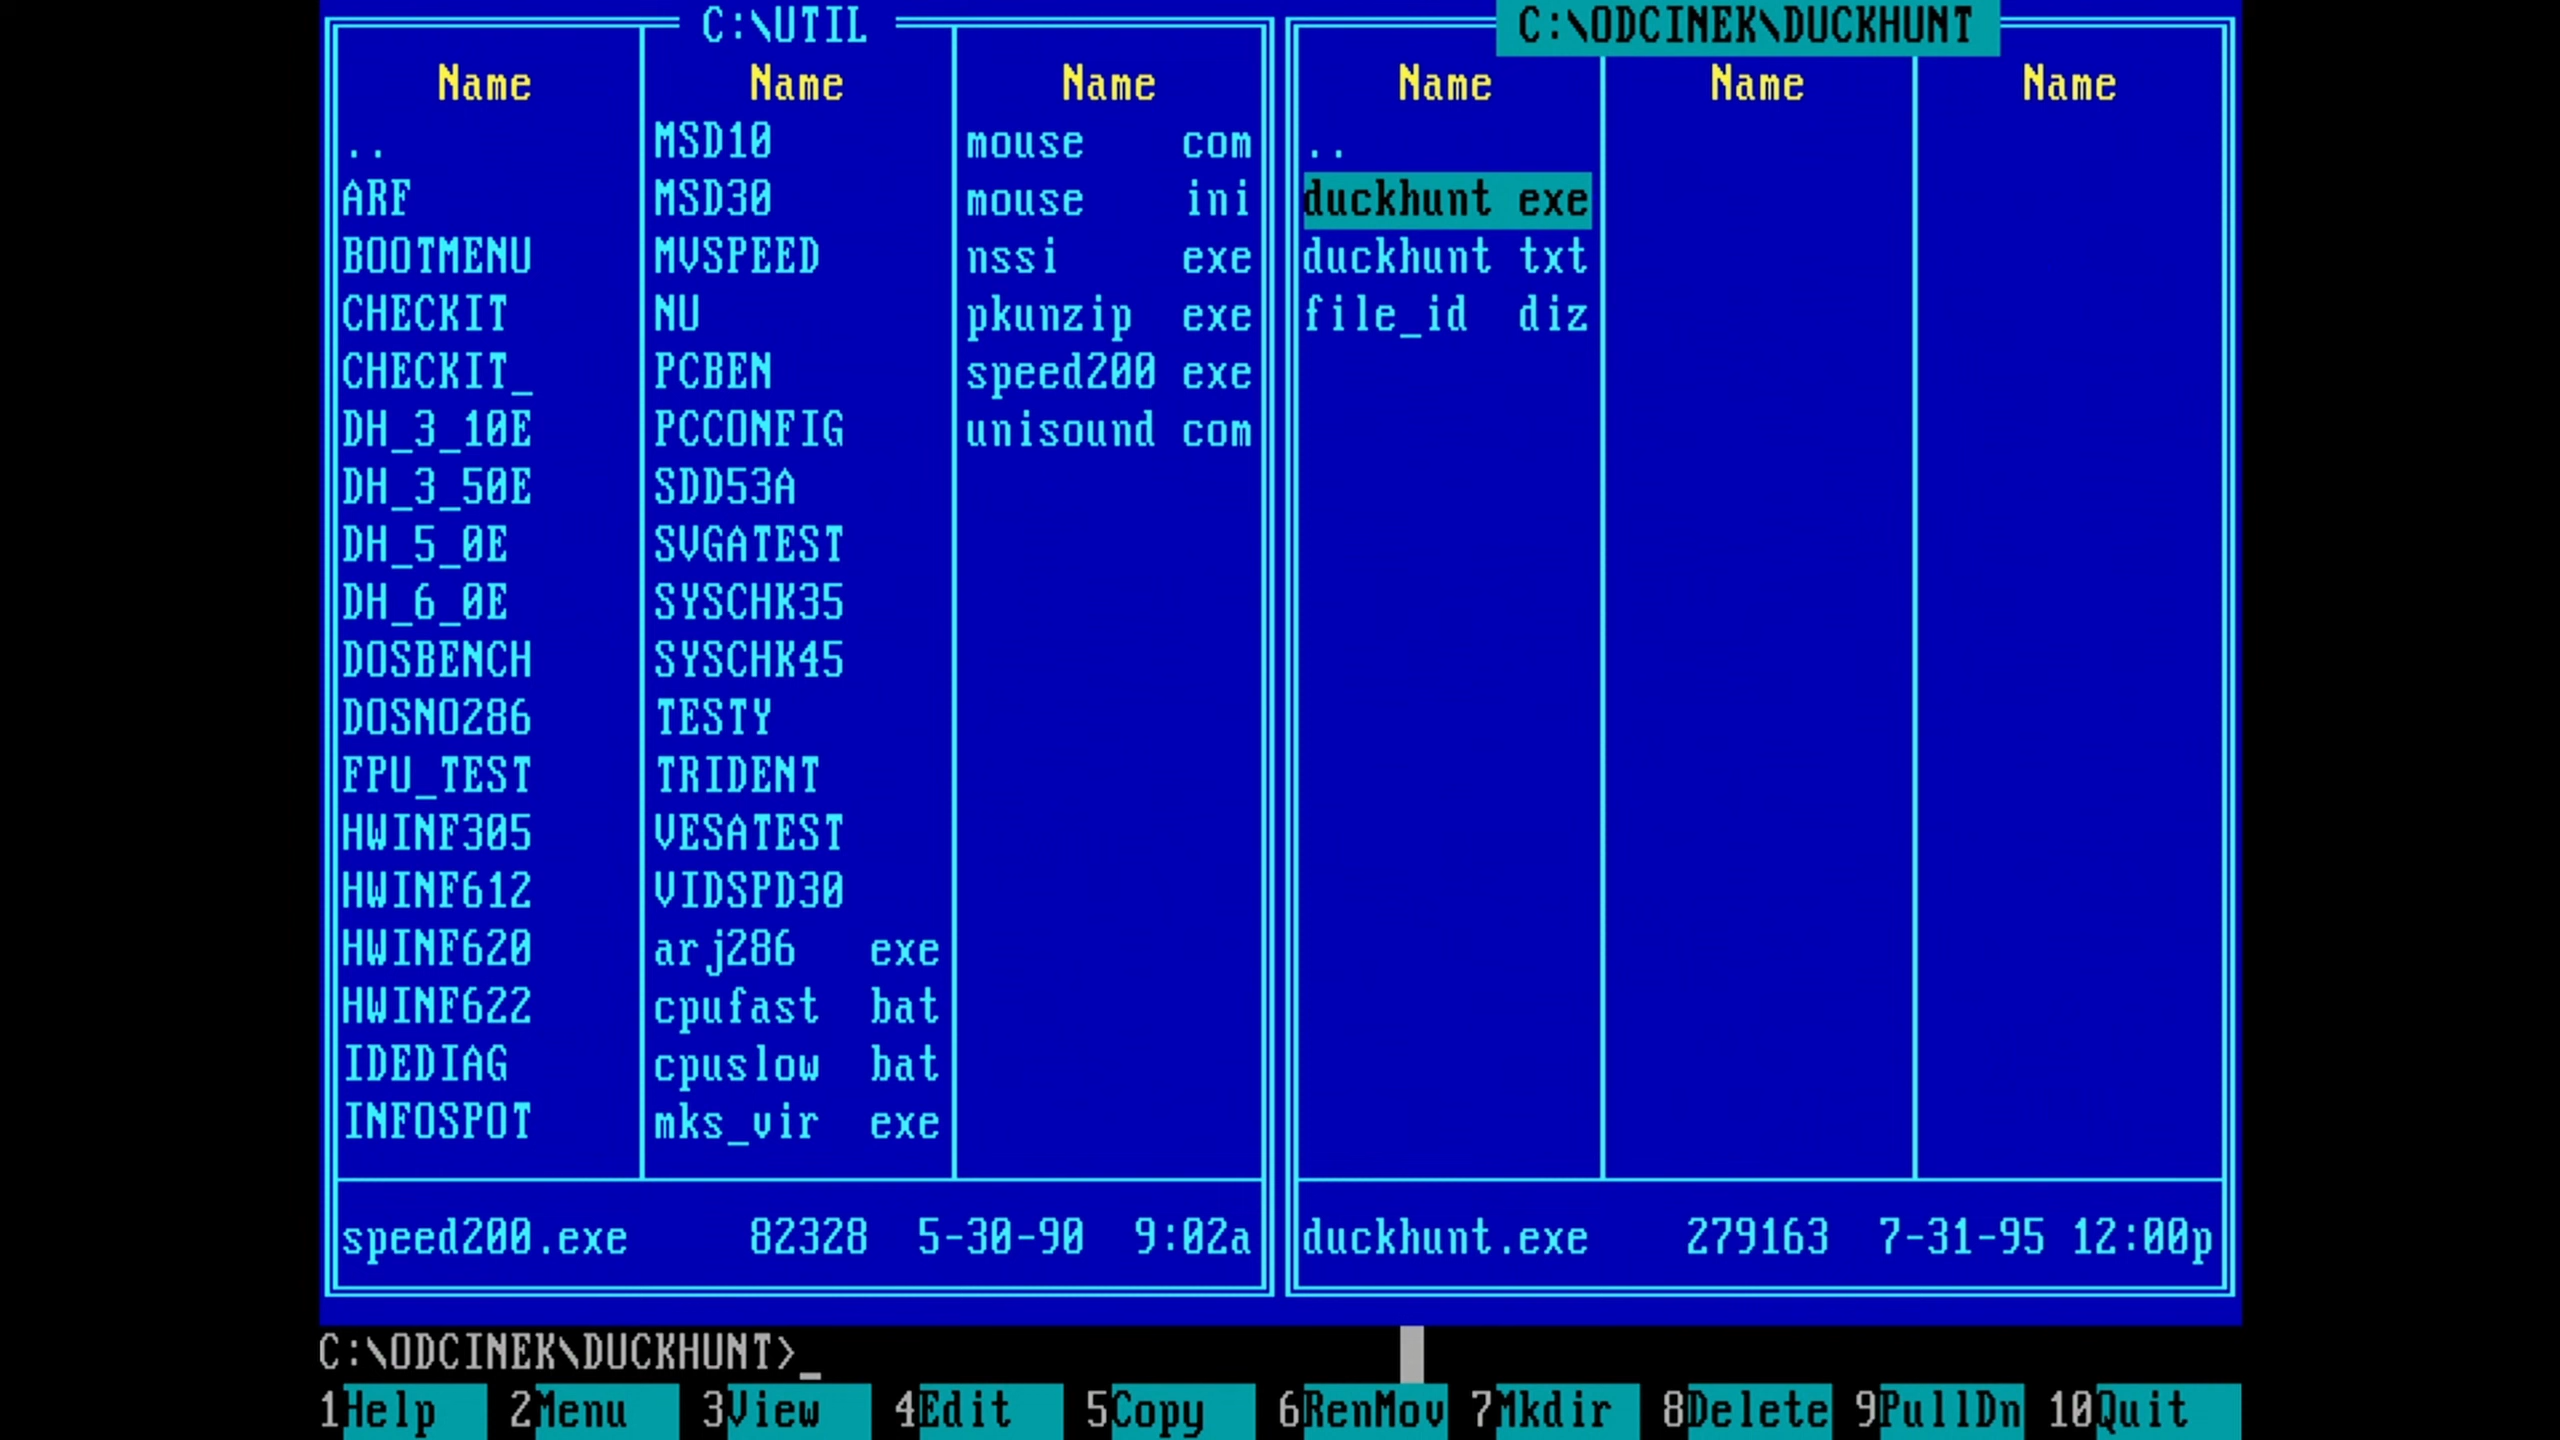 C:\UTIL
Name Name Name
.. MSD10 mouse com
ARF MSD30 mouse ini
BOOTMENU MVSPEED nssi exe
CHECKIT NU pkunzip exe
CHECKIT_ PCBEN speed200 exe
DH_3_10E PCCONFIG unisound com
DH_3_50E SDD53A
DH_5_0E SVGATEST
DH_6_0E SYSCHK35
DOSBENCH SYSCHK45
DOSNO286 TESTY
FPU_TEST TRIDENT
HWINF305 VESATEST
HWINF612 VIDSPD30
HWINF620 arj286 exe
HWINF622 cpufast bat
IDEDIAG cpuslow bat
INFOSPOT mks_vir exe
speed200.exe 82328 5-30-90 9:02a
C:\ODCINEK\DUCKHUNT
Name Name Name
..
duckhunt exe
duckhunt txt
file_id diz
duckhunt.exe 279163 7-31-95 12:00p
C:\ODCINEK\DUCKHUNT>_
1Help 2Menu 3View 4Edit 5Copy 6RenMov 7Mkdir 8Delete 9PullDn 10Quit